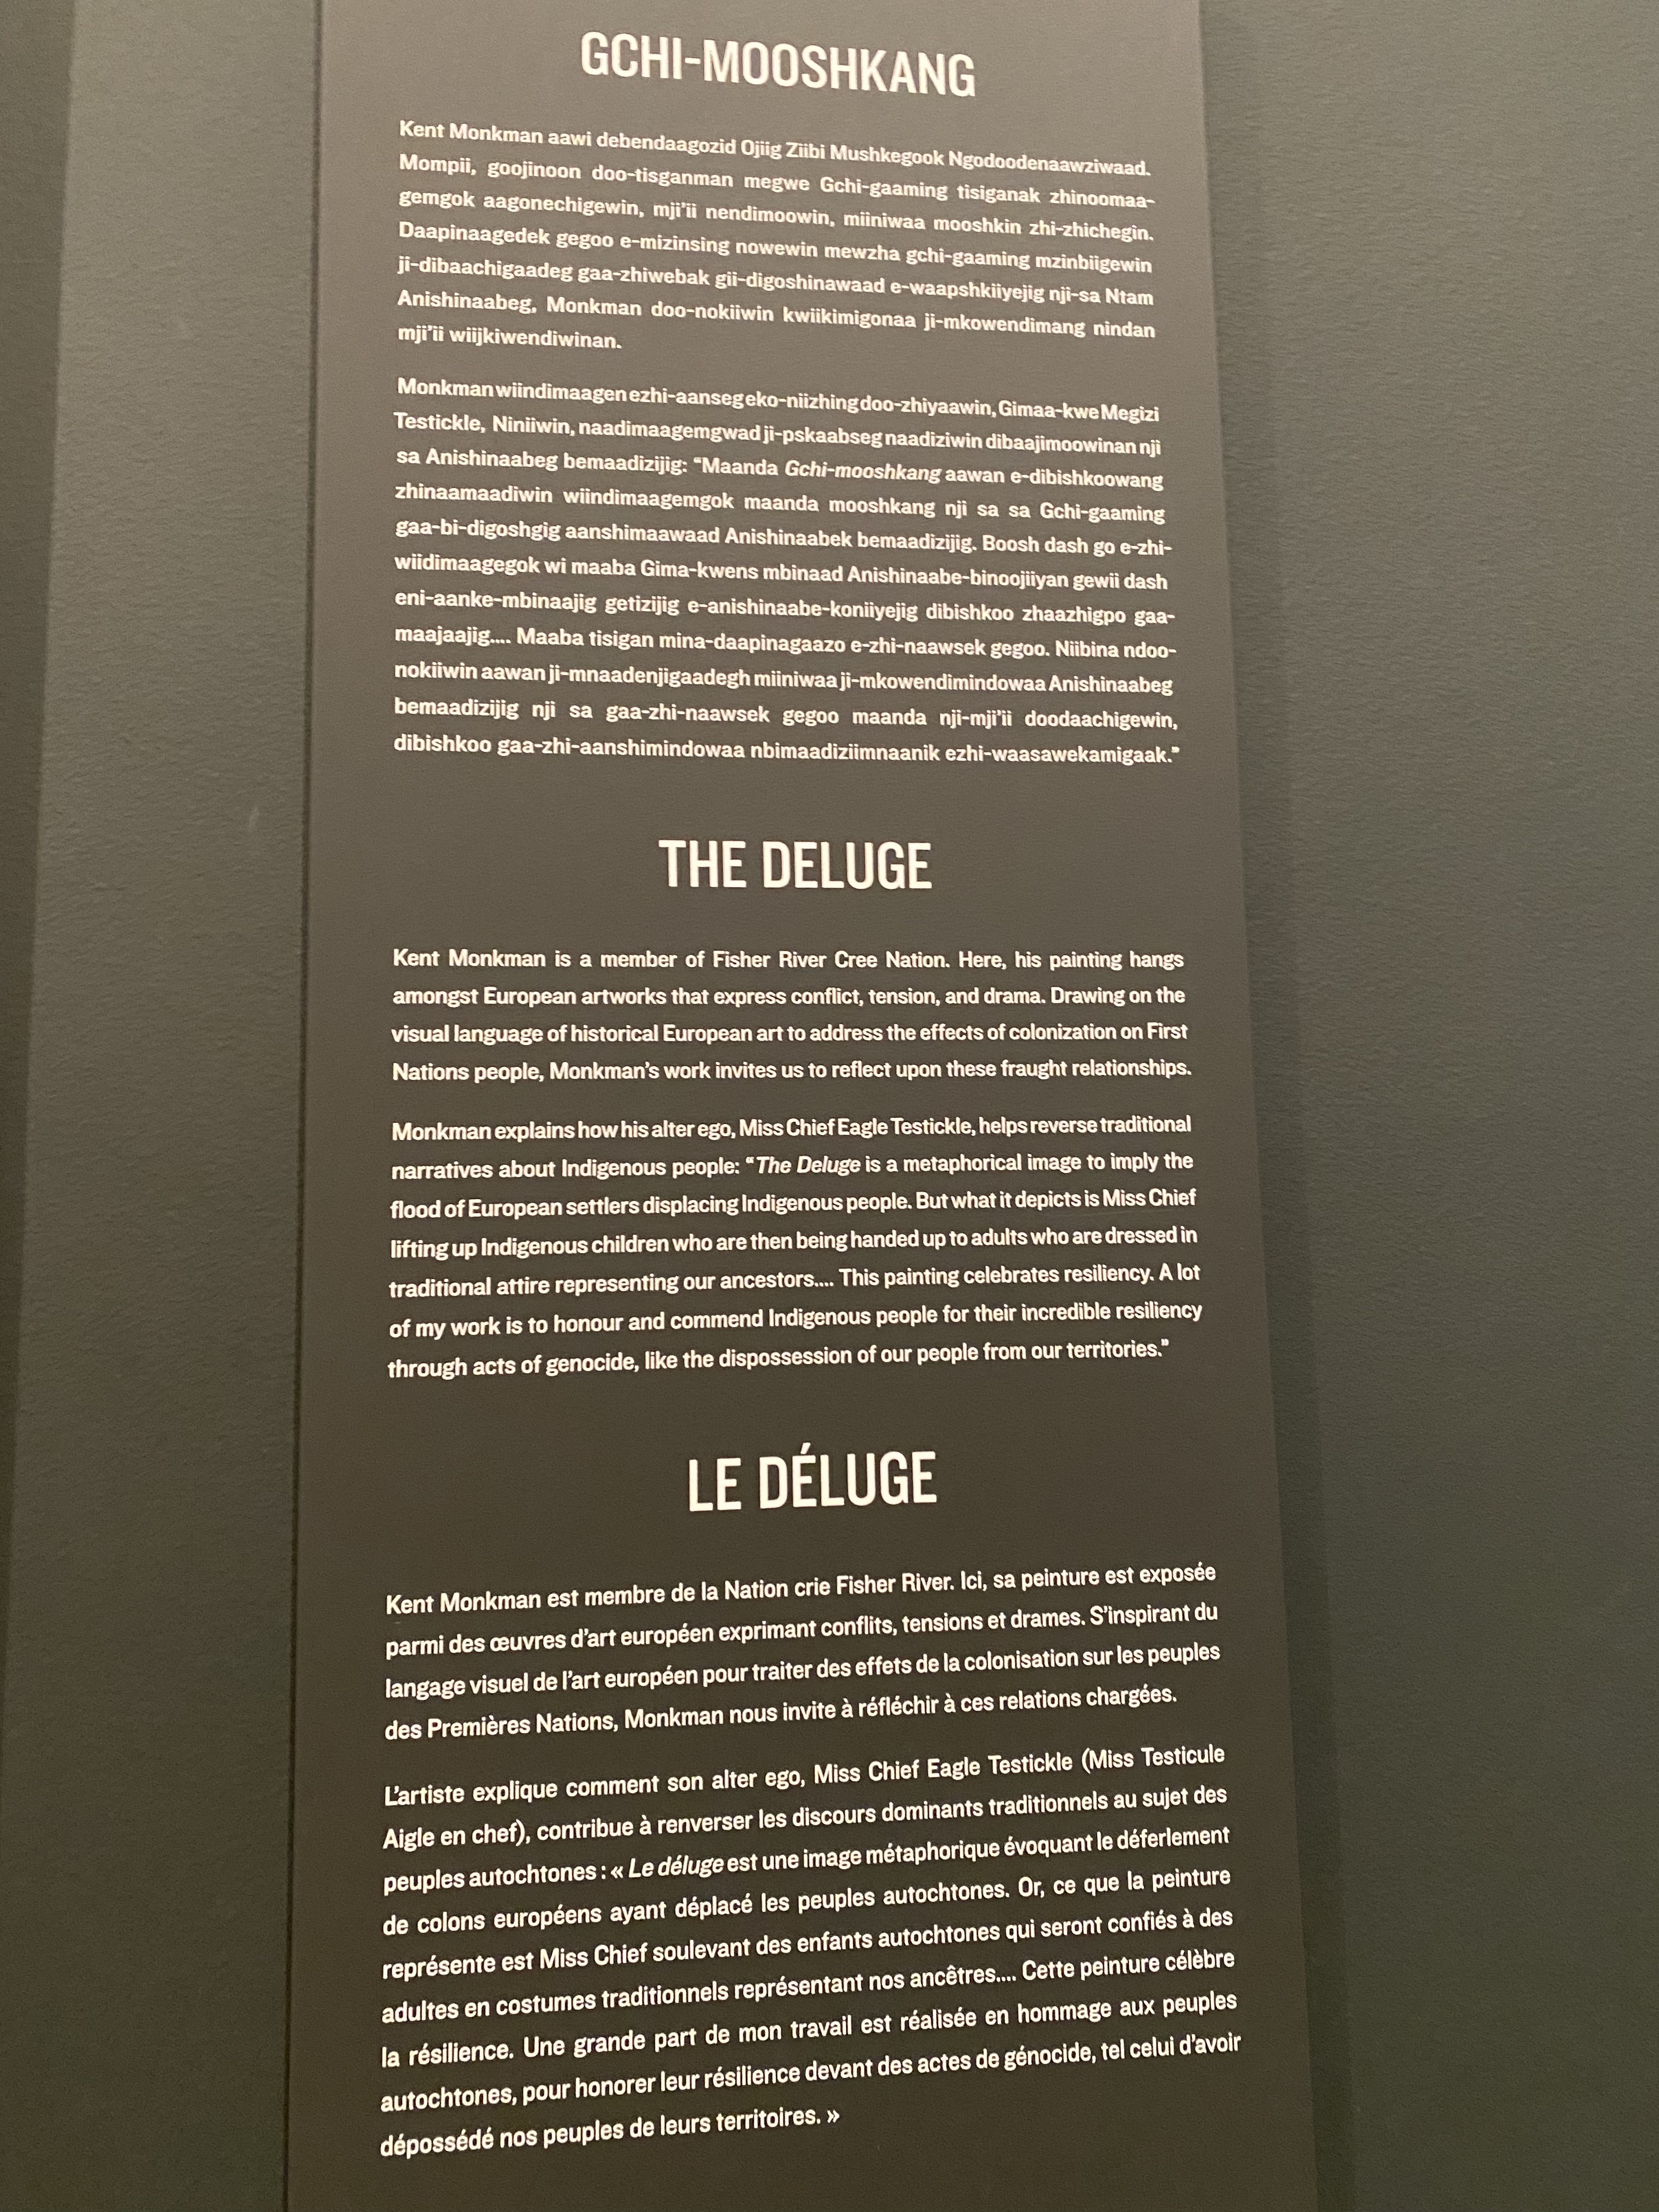 GCHI-MOOSHKANG
Kent Monkman aawi debendaagozid Ojiig Ziibi Mushkegook Ngodoodenaawziwaad.
Mompii, goojinoon doo-tisganman megwe Gchi-gaaming tisiganak zhinoomaa-
gemgok aagonechigewin, mji'ii nendimoowin, miiniwaa mooshkin zhi-zhichegin.
Daapinaagedek gegoo e-mizinsing nowewin mewzha gchi-gaaming mzinbiigewin
ji-dibaachigaadeg gaa-zhiwebak gii-digoshinawaad e-waapshkiiyejig nji-sa Ntam
Anishinaabeg, Monkman doo-nokiiwin kwiikimigonaa ji-mkowendimang nindan
mji'ii wiijkiwendiwinan.
Monkman wiindimaagen ezhi-aanseg eko-niizhing doo-zhiyaawin, Gimaa-kwe Megizi
Testickle, Niniiwin, naadimaagemgwad ji-pskaabseg naadiziwin dibaajimoowinan nji
sa Anishinaabeg bemaadizijig: “Maanda Gchi-mooshkang aawan e-dibishkoowang
zhinaamaadiwin wiindimaagemgok maanda mooshkang nji sa sa Gchi-gaaming
gaa-bi-digoshgig aanshimaawaad Anishinaabek bemaadizijig. Boosh dash go e-zhi-
wiidimaagegok wi maaba Gima-kwens mbinaad Anishinaabe-binoojiiyan gewii dash
eni-aanke-mbinaajig getizijig e-anishinaabe-koniiyejig dibishkoo zhaazhigpo gaa-
maajaajig.... Maaba tisigan mina-daapinagaazo e-zhi-naawsek gegoo. Niibina ndoo-
nokiiwin aawan ji-mnaadenjigaadegh miiniwaa ji-mkowendimindowaa Anishinaabeg
bemaadizijig nji sa gaa-zhi-naawsek gegoo maanda nji-mji'ii doodaachigewin,
dibishkoo gaa-zhi-aanshimindowaa nbimaadiziimnaanik ezhi-waasawekamigaak.”
THE DELUGE
Kent Monkman is a member of Fisher River Cree Nation. Here, his painting hangs
amongst European artworks that express conflict, tension, and drama. Drawing on the
visual language of historical European art to address the effects of colonization on First
Nations people, Monkman's work invites us to reflect upon these fraught relationships.
Monkman explains how his alter ego, Miss Chief Eagle Testickle, helps reverse traditional
narratives about Indigenous people: “The Deluge is a metaphorical image to imply the
flood of European settlers displacing Indigenous people. But what it depicts is Miss Chief
lifting up Indigenous children who are then being handed up to adults who are dressed in
traditional attire representing our ancestors.... This painting celebrates resiliency. A lot
of my work is to honour and commend Indigenous people for their incredible resiliency
through acts of genocide, like the dispossession of our people from our territories.”
LE DÉLUGE
Kent Monkman est membre de la Nation crie Fisher River. Ici, sa peinture est exposée
parmi des œuvres d'art européen exprimant conflits, tensions et drames. S'inspirant du
langage visuel de l'art européen pour traiter des effets de la colonisation sur les peuples
des Premières Nations, Monkman nous invite à réfléchir à ces relations chargées.
L'artiste explique comment son alter ego, Miss Chief Eagle Testickle (Miss Testicule
Aigle en chef), contribue à renverser les discours dominants traditionnels au sujet des
peuples autochtones : « Le déluge est une image métaphorique évoquant le déferlement
de colons européens ayant déplacé les peuples autochtones. Or, ce que la peinture
représente est Miss Chief soulevant des enfants autochtones qui seront confiés à des
adultes en costumes traditionnels représentant nos ancêtres.... Cette peinture célèbre
la résilience. Une grande part de mon travail est réalisée en hommage aux peuples
autochtones, pour honorer leur résilience devant des actes de génocide, tel celui d'avoir
dépossédé nos peuples de leurs territoires. »